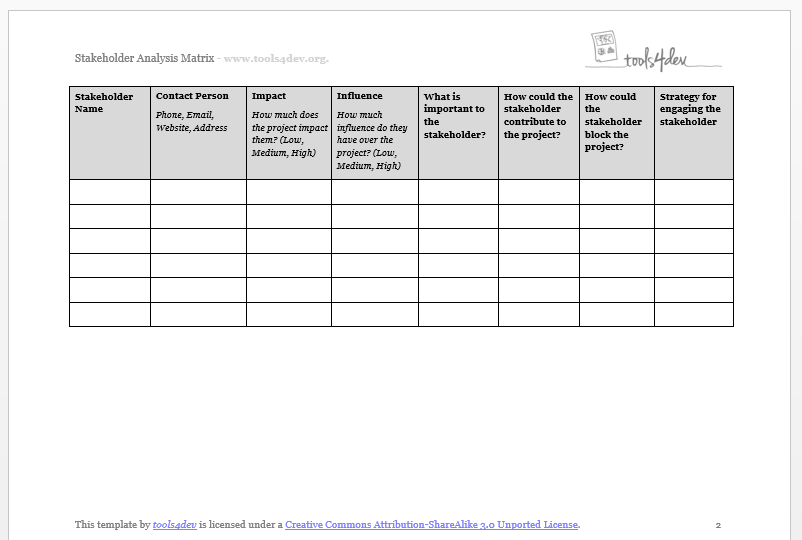 Stakeholder Analysis Matrix - www.tools4dev.org.
tools4dev
Stakeholder
Name
Contact Person
Phone, Email,
Website, Address
Impact
How much does
the project impact
them? (Low,
Medium, High)
Influence
How much
influence do they
have over the
project? (Low,
Medium, High)
What is
important to
the
stakeholder?
How could the
stakeholder
contribute to
the project?
How could
the
stakeholder
block the
project?
Strategy for
engaging the
stakeholder
This template by tools4dev is licensed under a Creative Commons Attribution-ShareAlike 3.0 Unported License.
2